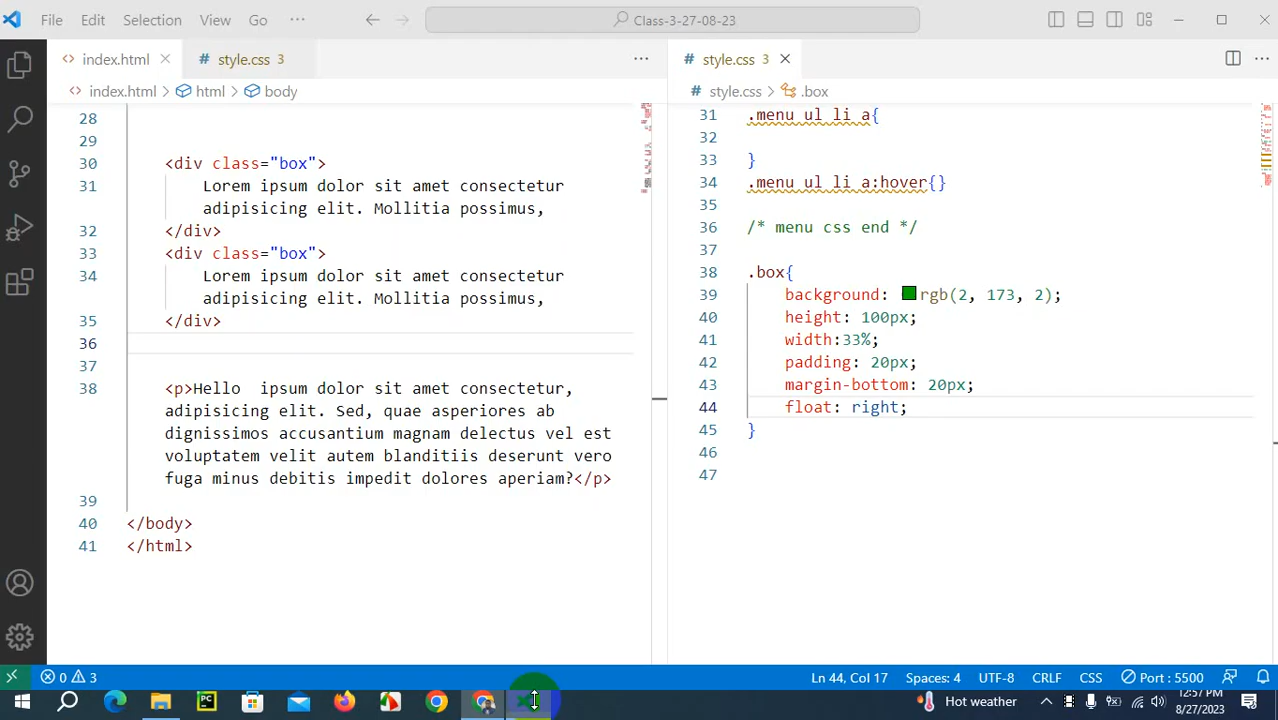 File Edit Selection View Go ··· Class-3-27-08-23
index.html style.css 3 ···
index.html > html > body
28
29
30 <div class="box">
31 Lorem ipsum dolor sit amet consectetur
adipisicing elit. Mollitia possimus,
32 </div>
33 <div class="box">
34 Lorem ipsum dolor sit amet consectetur
adipisicing elit. Mollitia possimus,
35 </div>
36
37
38 <p>Hello  ipsum dolor sit amet consectetur,
adipisicing elit. Sed, quae asperiores ab
dignissimos accusantium magnam delectus vel est
voluptatem velit autem blanditiis deserunt vero
fuga minus debitis impedit dolores aperiam?</p>
39
40 </body>
41 </html>
style.css 3 ···
style.css > .box
31 .menu ul li a{
32
33 }
34 .menu ul li a:hover{}
35
36 /* menu css end */
37
38 .box{
39 background: rgb(2, 173, 2);
40 height: 100px;
41 width:33%;
42 padding: 20px;
43 margin-bottom: 20px;
44 float: right;
45 }
46
47
0 3 Ln 44, Col 17 Spaces: 4 UTF-8 CRLF CSS Port : 5500
PC Hot weather 12:57 PM
8/27/2023